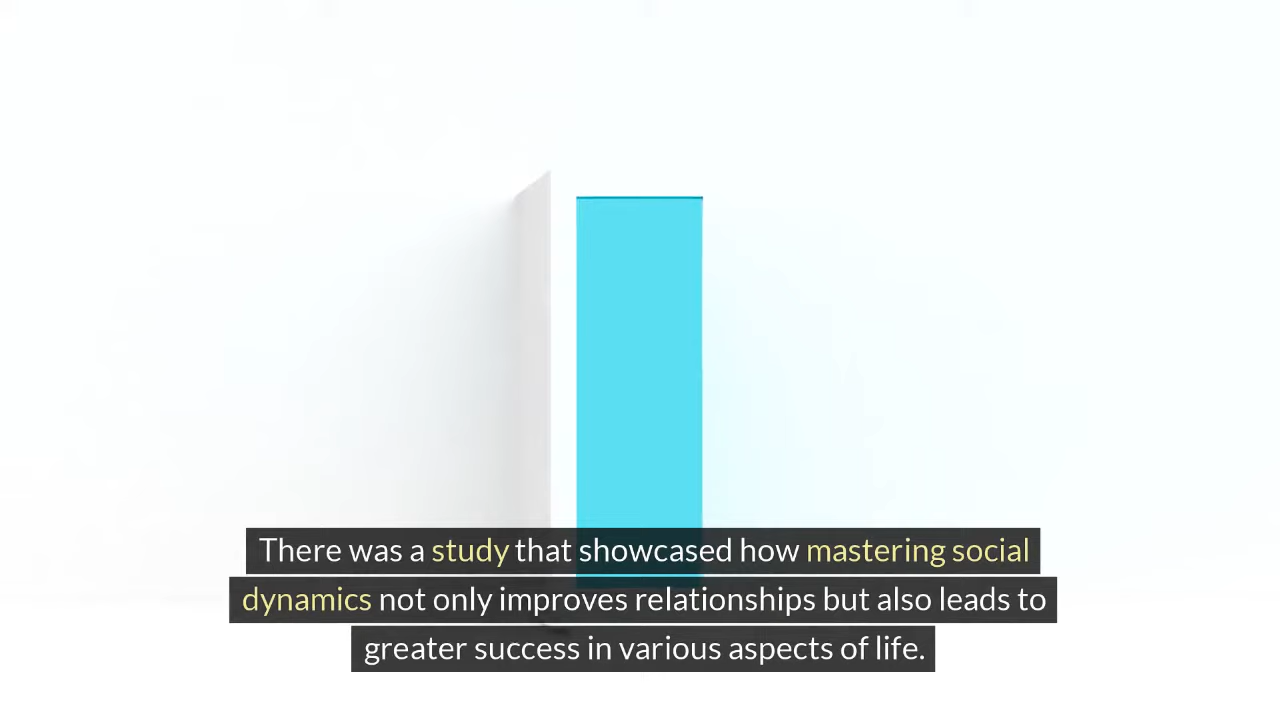 There was a study that showcased how mastering social
dynamics not only improves relationships but also leads to
greater success in various aspects of life.